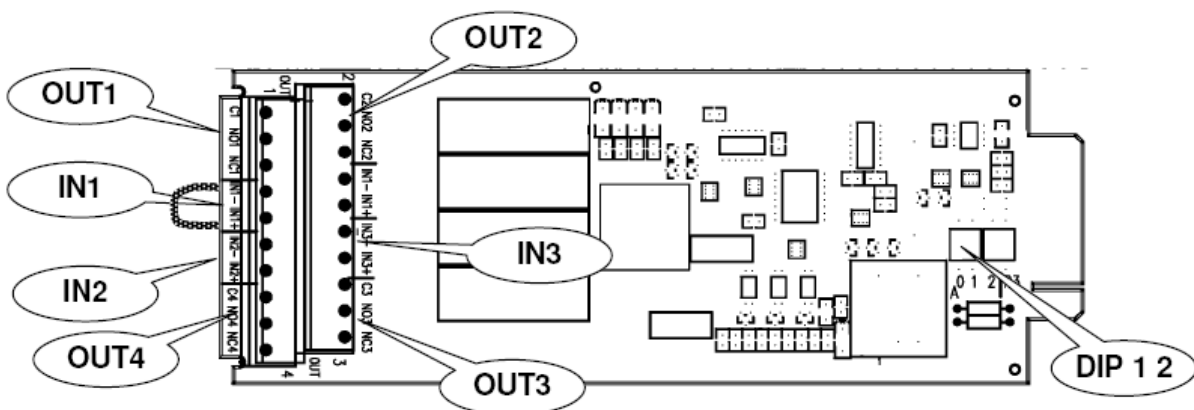 OUT2
OUT1
IN1
IN2
OUT4
IN3
OUT3
DIP 1 2
1 OUT 2
C1 NO1 NC1
IN1- IN1+
IN2- IN2+
C4 NO4 NC4
C2 NO2 NC2
IN1- IN1+
IN3+
C3 NO3 NC3
4 OUT 3
A 0 1 2